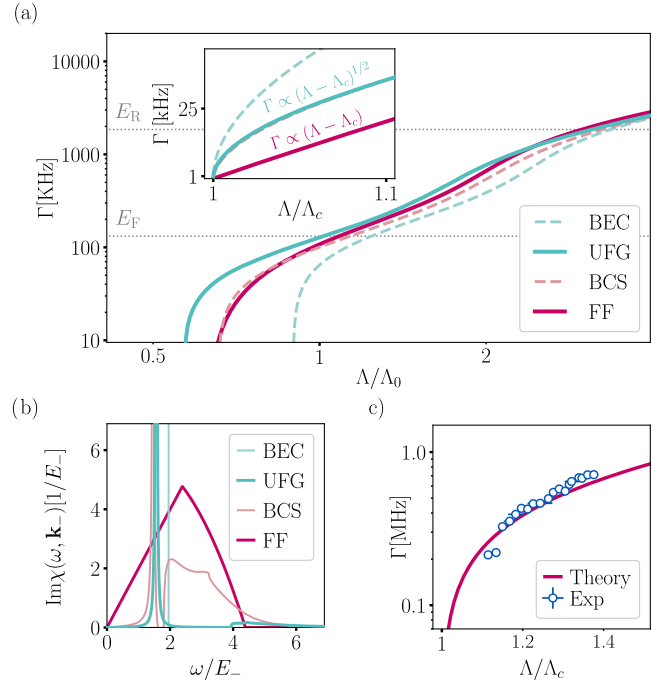 (a)
10000
1000
100
10
Γ[KHz]
E_R
E_F
0.5
1
2
Λ/Λ_0
BEC
UFG
BCS
FF
Γ [kHz]
25
1
Γ ∝ (Λ − Λ_c)^{1/2}
Γ ∝ (Λ − Λ_c)
1
1.1
Λ/Λ_c
(b)
Imχ(ω, k_−)[1/E_−]
6
4
2
0
0
2
4
6
ω/E_−
BEC
UFG
BCS
FF
c)
Γ[MHz]
1.0
0.1
1
1.2
1.4
Λ/Λ_c
Theory
Exp